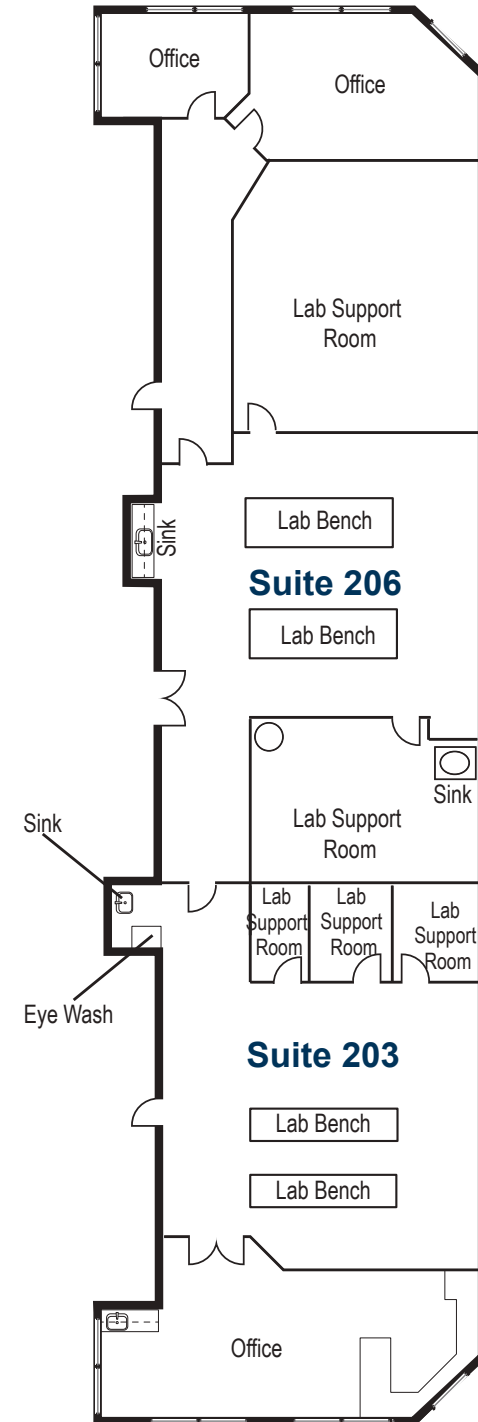 Office
Office
Lab Support
Room
Lab Bench
Sink
Suite 206
Lab Bench
Sink
Lab Support
Room
Sink
Lab
Support
Room
Lab
Support
Room
Lab
Support
Room
Eye Wash
Suite 203
Lab Bench
Lab Bench
Office